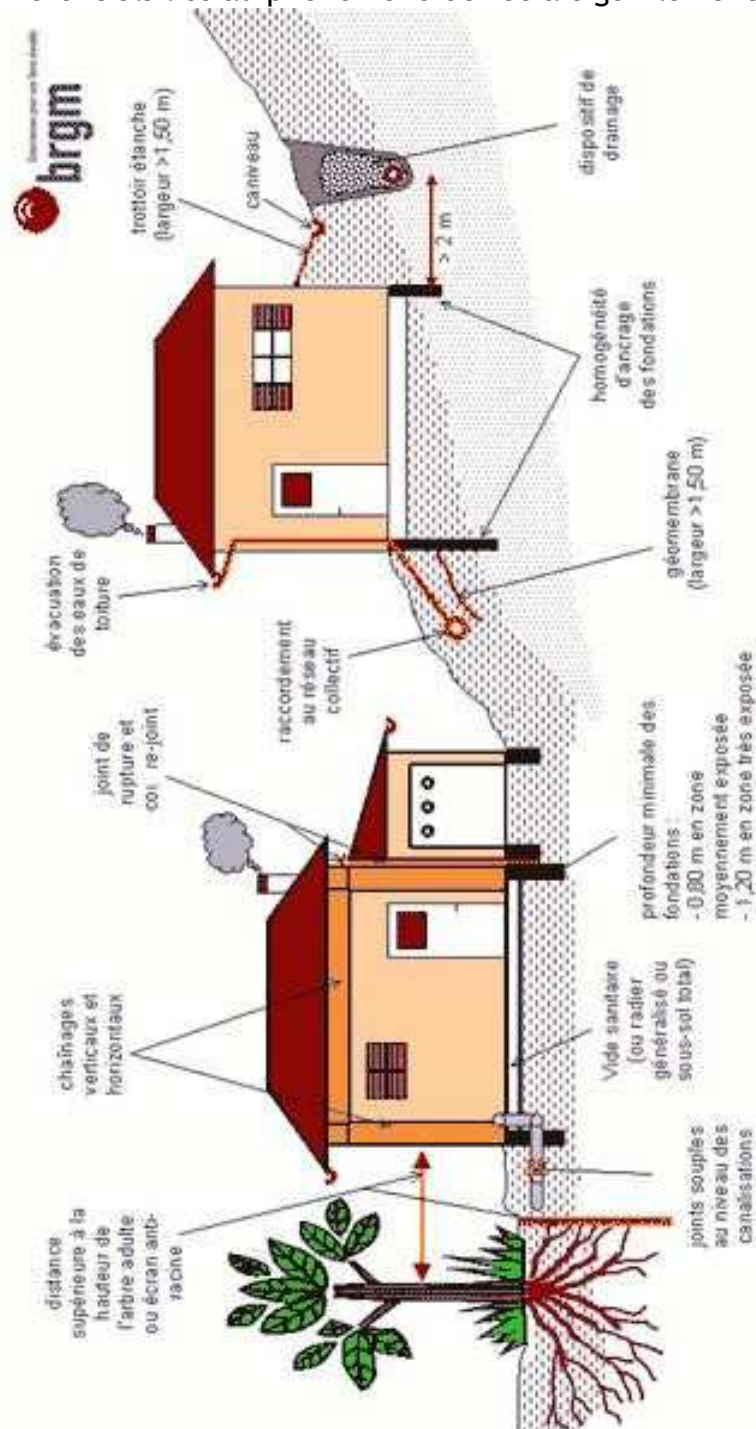 distance
supérieure à la
hauteur de
l'arbre adulte
ou écran anti-
racine
chaînages
verticaux et
horizontaux
joint de
rupture et
re-joint
évacuation
des eaux de
toiture
raccordement
au réseau
collectif
trottoir étanche
(largeur >1,50 m)
caniveau
brgm
> 2 m
joints souples
au niveau des
canalisations
Vide sanitaire
(ou radier
généralisé ou
sous-sol total)
profondeur minimale des
fondations :
- 0,80 m en zone
moyennement exposée
- 1,20 m en zone très exposée
géomembrane
(largeur >1,50 m)
homogénéité
d'ancrage
des fondations
dispositif de
drainage